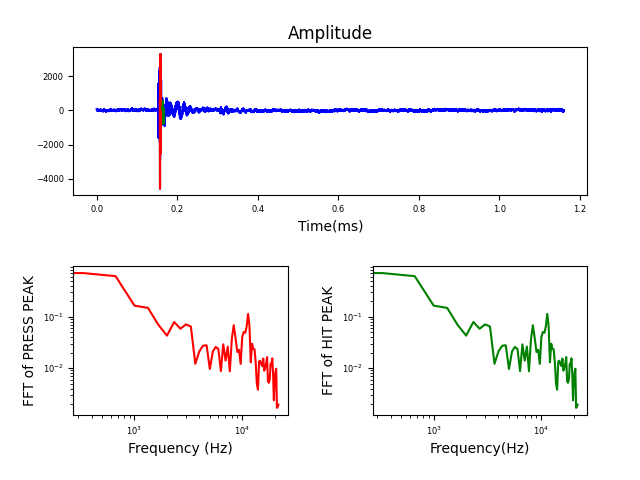 Amplitude
2000
0
−2000
−4000
0.0 0.2 0.4 0.6 0.8 1.0 1.2
Time(ms)
FFT of PRESS PEAK
10⁻¹
10⁻²
10³ 10⁴
Frequency (Hz)
FFT of HIT PEAK
10⁻¹
10⁻²
10³ 10⁴
Frequency(Hz)